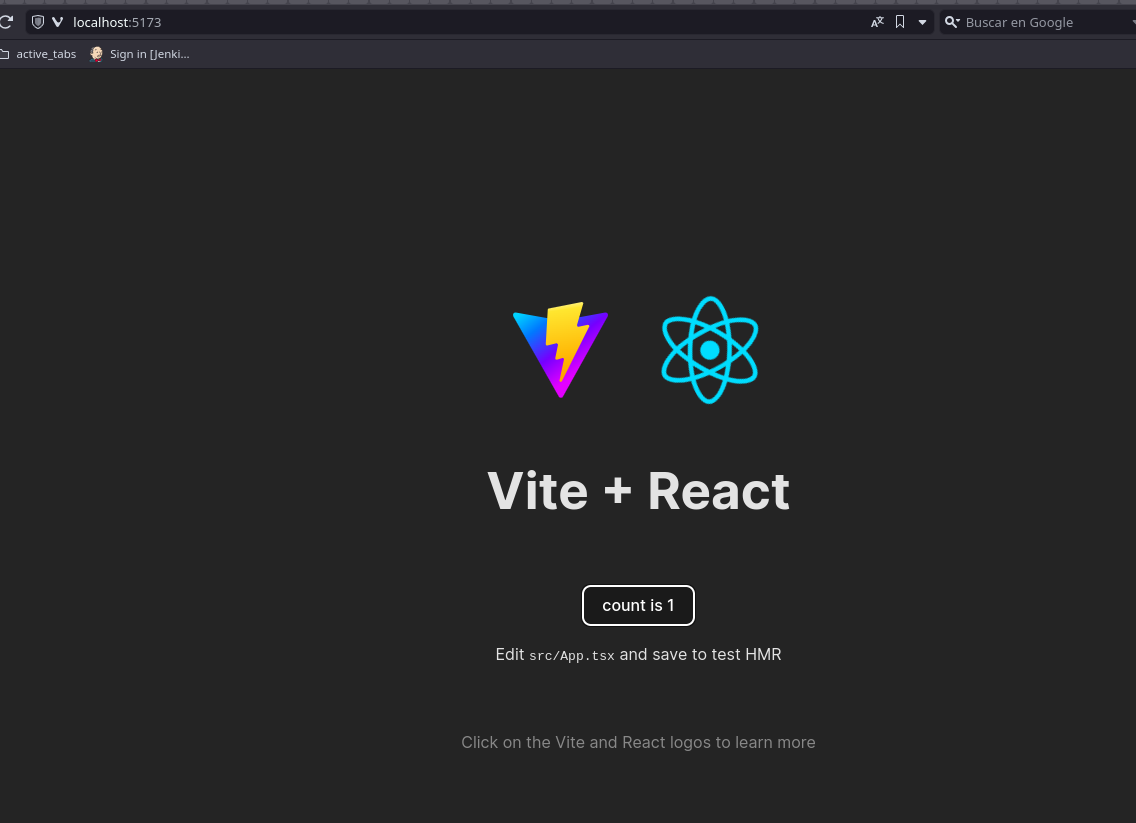 localhost:5173
Buscar en Google
active_tabs
Sign in [Jenki...
Vite + React
count is 1
Edit src/App.tsx and save to test HMR
Click on the Vite and React logos to learn more